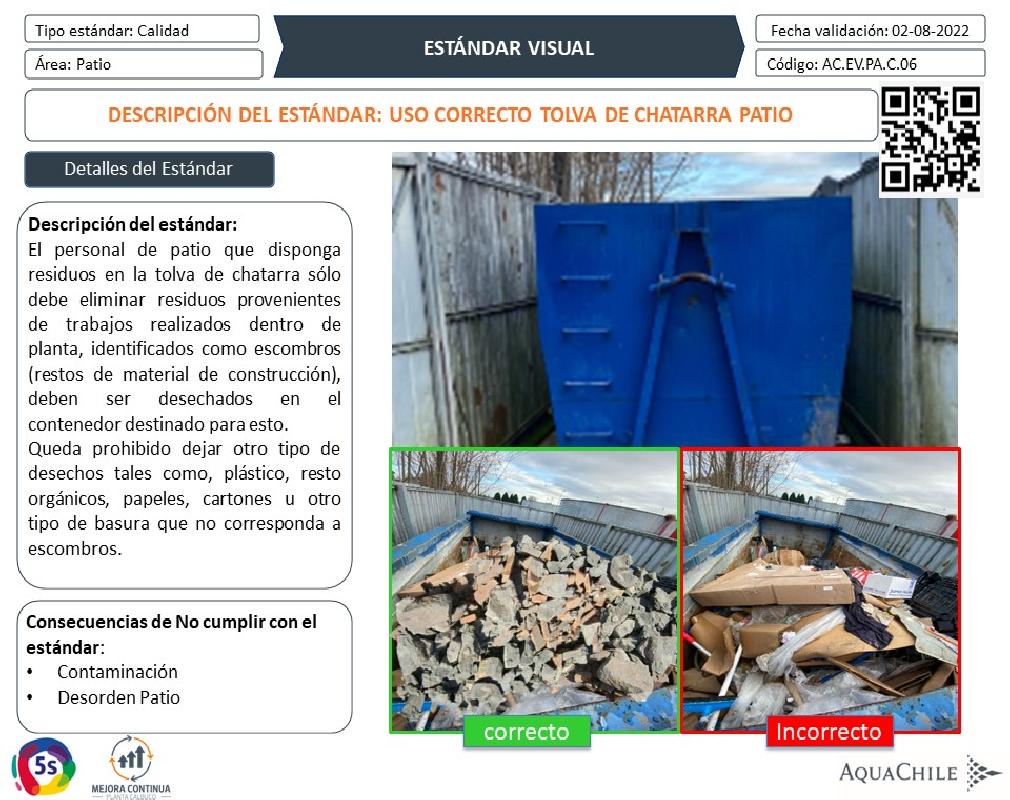 Tipo estándar: Calidad
Área: Patio
ESTÁNDAR VISUAL
Fecha validación: 02-08-2022
Código: AC.EV.PA.C.06
DESCRIPCIÓN DEL ESTÁNDAR: USO CORRECTO TOLVA DE CHATARRA PATIO
Detalles del Estándar
Descripción del estándar:
El personal de patio que disponga
residuos en la tolva de chatarra sólo
debe eliminar residuos provenientes
de trabajos realizados dentro de
planta, identificados como escombros
(restos de material de construcción),
deben ser desechados en el
contenedor destinado para esto.
Queda prohibido dejar otro tipo de
desechos tales como, plástico, resto
orgánicos, papeles, cartones u otro
tipo de basura que no corresponda a
escombros.
Consecuencias de No cumplir con el
estándar:
• Contaminación
• Desorden Patio
correcto
Incorrecto
5s
MEJORA CONTINUA
PLANTA CALBUCO
AQUACHILE